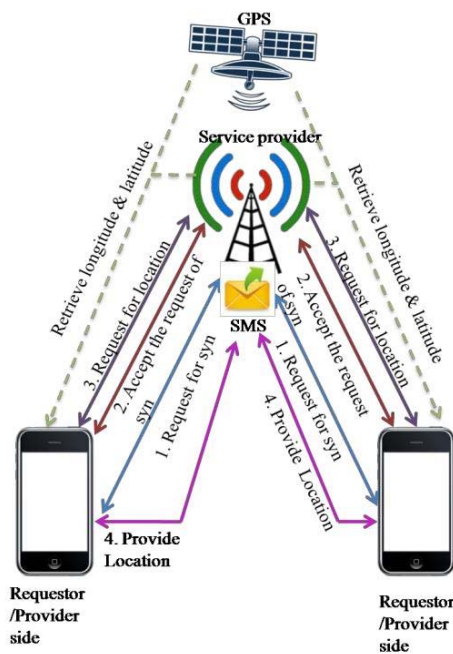 GPS
Service provider
Retrieve longitude & latitude
3. Request for location
2. Accept the request of
syn
1. Request for syn
SMS
Retrieve longitude & latitude
3. Request for location
2. Accept the request
of syn
1. Request for syn
4. Provide Location
4. Provide
Location
Requestor
/Provider
side
Requestor
/Provider
side